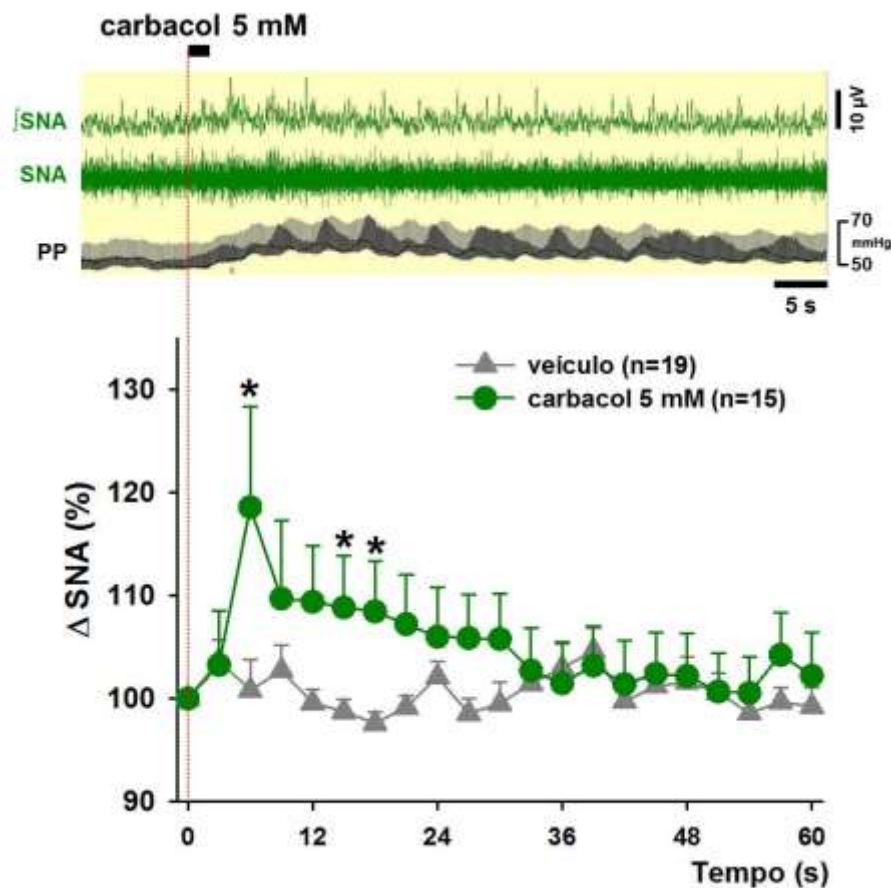 carbacol 5 mM
∫SNA
10 µV
SNA
PP
70
mmHg
50
5 s
veículo (n=19)
carbacol 5 mM (n=15)
130
120
110
100
90
Δ SNA (%)
*
* *
0 12 24 36 48 60
Tempo (s)